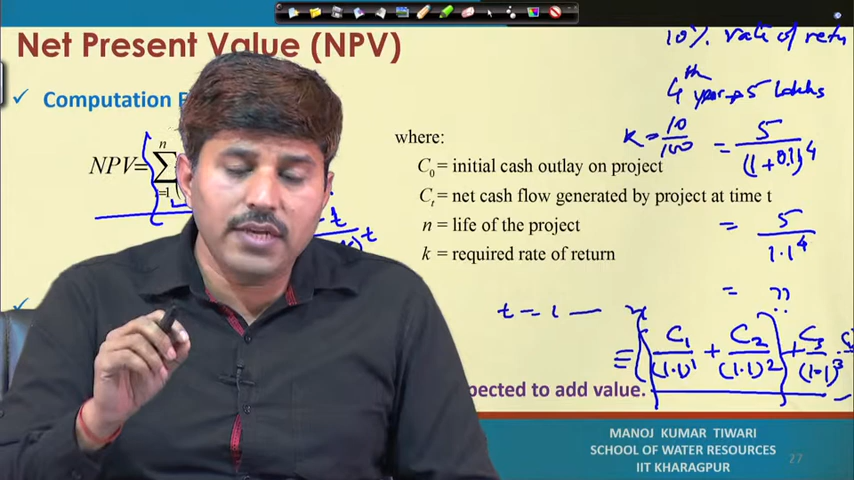 Net Present Value (NPV)
10% rate of retu
✓ Computation
4th year → 5 Lakhs
where:
K = 10/100
= 5/(1+0.1)^4
NPV= ∑ n i=1
C₀ = initial cash outlay on project
Cₜ = net cash flow generated by project at time t
n = life of the project
k = required rate of return
= 5/1.1^4
= ??
t = 1 — n
≡ { C₁/(1.1)^1 + C₂/(1.1)^2 } + C₃/(1.1)^3
pected to add value.
MANOJ KUMAR TIWARI
SCHOOL OF WATER RESOURCES
IIT KHARAGPUR
27